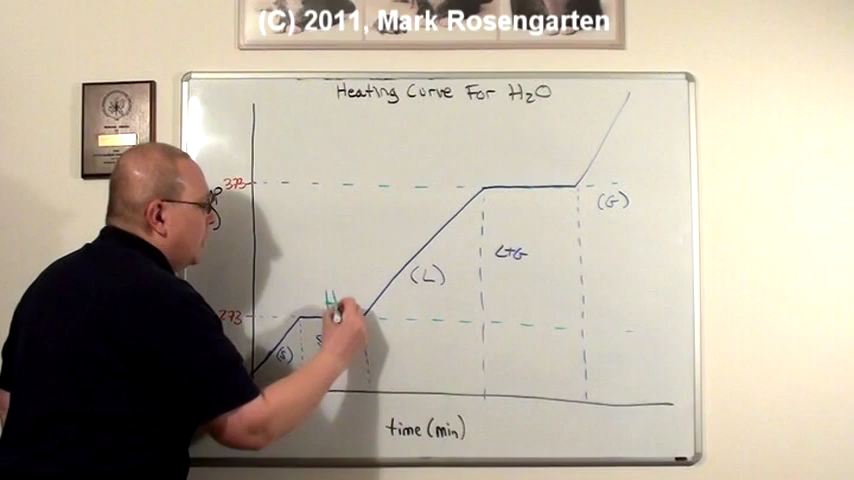 (C) 2011, Mark Rosengarten
Heating Curve For H₂O
373
(G)
L+G
(L)
H
273
(S)
S
time (min)